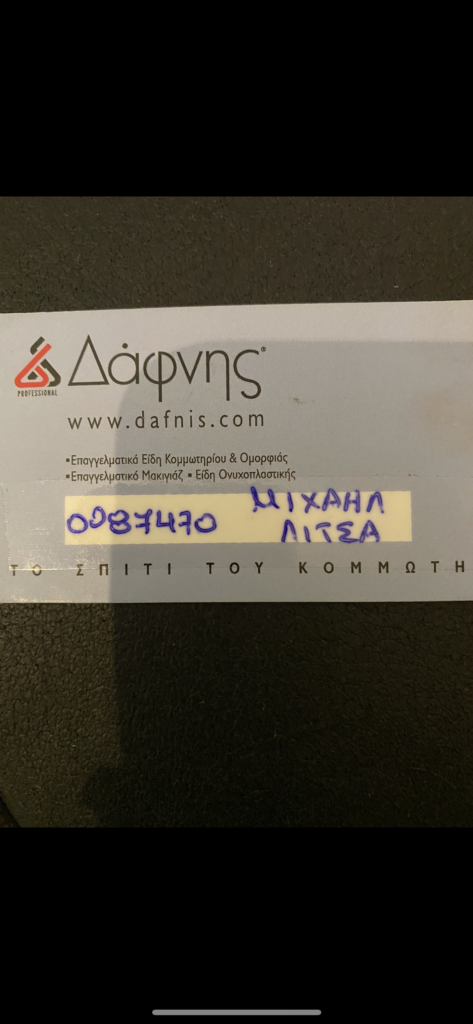 Δάφνης
PROFESSIONAL
www.dafnis.com
▪Επαγγελματικά Είδη Κομμωτηρίου & Ομορφιάς
▪Επαγγελματικό Μακιγιάζ ▪ Είδη Ονυχοπλαστικής
0087470 ΜΙΧΑΗΛ
ΛΙΤΣΑ
ΤΟ ΣΠΙΤΙ ΤΟΥ ΚΟΜΜΩΤΗ